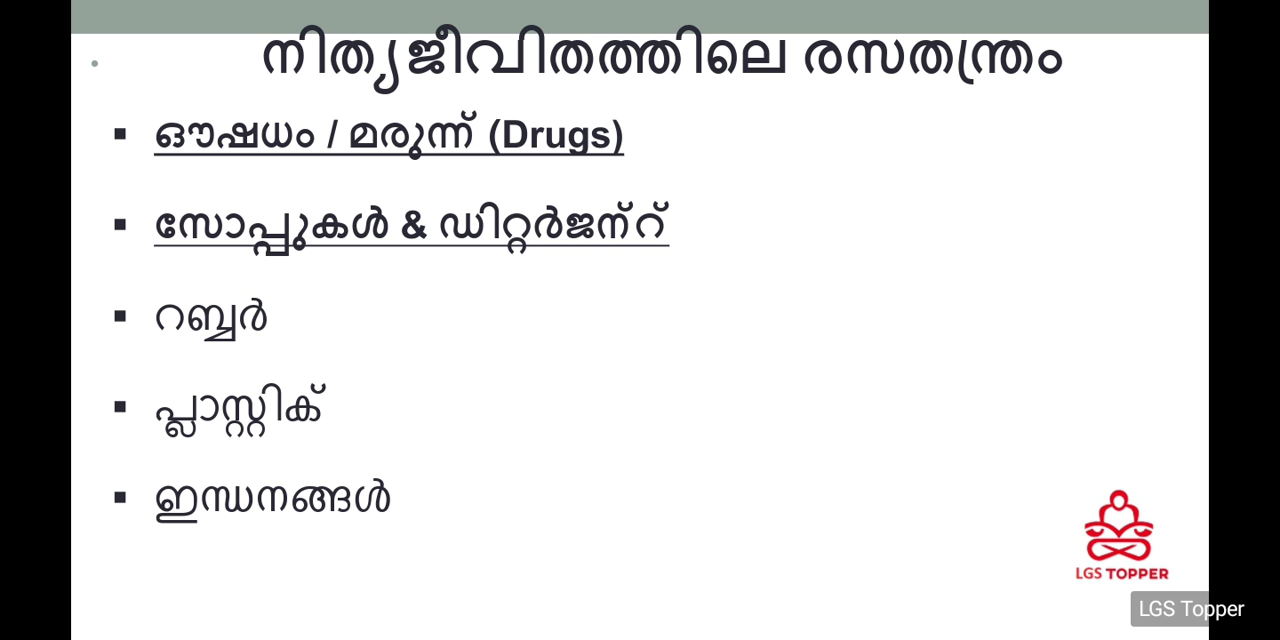 നിത്യജീവിതത്തിലെ രസതന്ത്രം
ഔഷധം / മരുന്ന് (Drugs)
സോപ്പുകൾ & ഡിറ്റർജന്റ്
റബ്ബർ
പ്ലാസ്റ്റിക്
ഇന്ധനങ്ങൾ
LGS TOPPER
LGS Topper